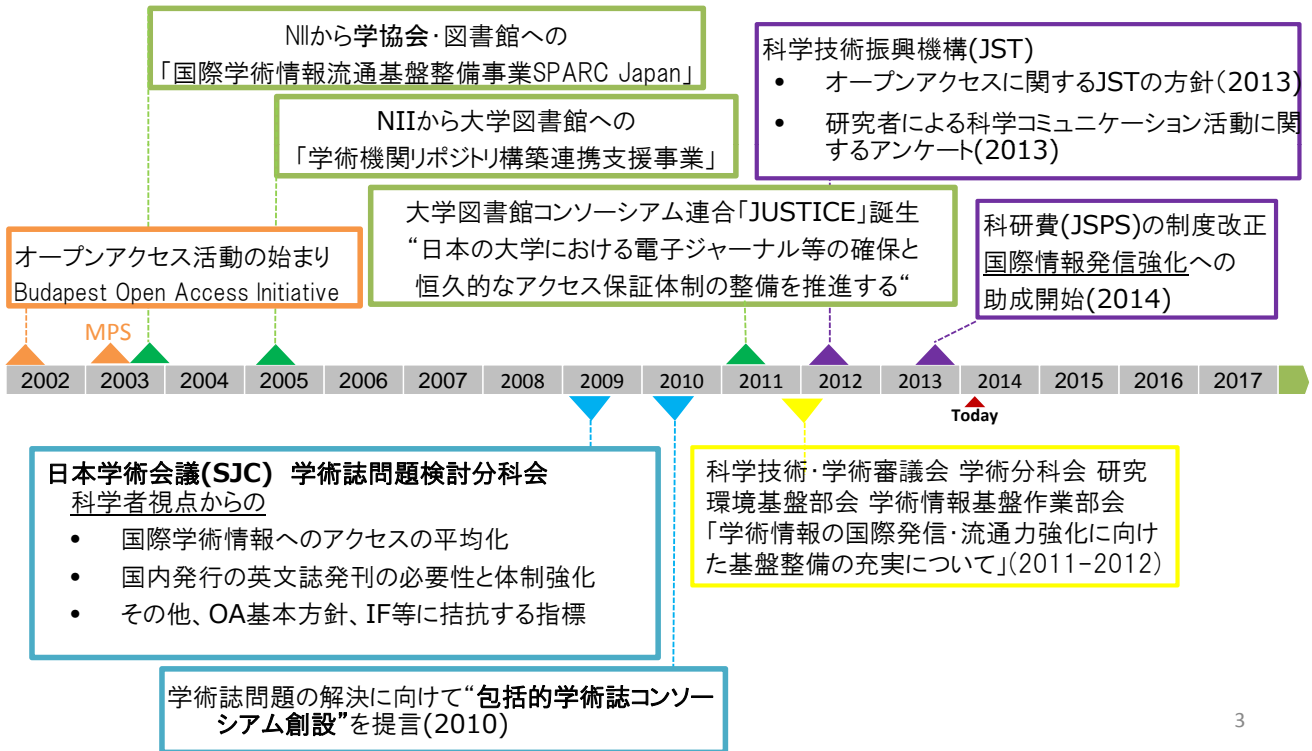 NIIから学協会・図書館への
「国際学術情報流通基盤整備事業SPARC Japan」
NIIから大学図書館への
「学術機関リポジトリ構築連携支援事業」
科学技術振興機構(JST)
• オープンアクセスに関するJSTの方針(2013)
• 研究者による科学コミュニケーション活動に関
するアンケート(2013)
大学図書館コンソーシアム連合「JUSTICE」誕生
“日本の大学における電子ジャーナル等の確保と
恒久的なアクセス保証体制の整備を推進する“
科研費(JSPS)の制度改正
国際情報発信強化への
助成開始(2014)
オープンアクセス活動の始まり
Budapest Open Access Initiative
MPS
2002 2003 2004 2005 2006 2007 2008 2009 2010 2011 2012 2013 2014 2015 2016 2017
Today
日本学術会議(SJC) 学術誌問題検討分科会
科学者視点からの
• 国際学術情報へのアクセスの平均化
• 国内発行の英文誌発刊の必要性と体制強化
• その他、OA基本方針、IF等に拮抗する指標
科学技術・学術審議会 学術分科会 研究
環境基盤部会 学術情報基盤作業部会
「学術情報の国際発信・流通力強化に向け
た基盤整備の充実について」(2011-2012)
学術誌問題の解決に向けて“包括的学術誌コンソー
シアム創設”を提言(2010)
3